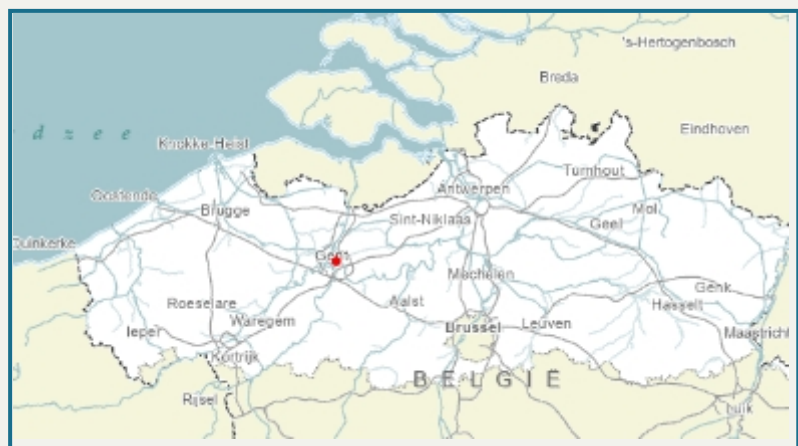 's-Hertogenbosch
Breda
d z e e
Eindhoven
Knokke-Heist
Turnhout
Oostende
Antwerpen
Mol
Brugge
Sint-Niklaas
Geel
Duinkerke
Gent
Mechelen
Genk
Roeselare
Aalst
Hasselt
Ieper
Waregem
Brussel
Leuven
Maastricht
Kortrijk
BELGIË
Rijsel
Luik